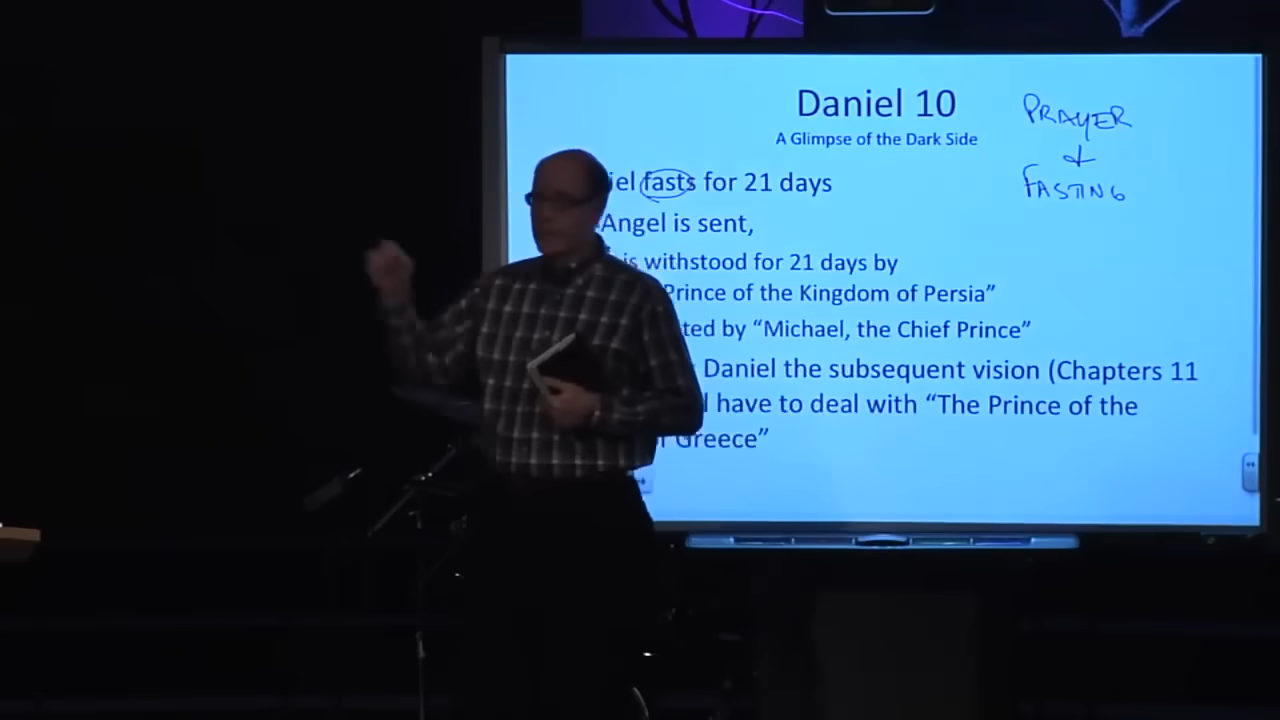 Daniel 10
A Glimpse of the Dark Side
PRAYER
&
FASTING
fasts for 21 days
Angel is sent,
is withstood for 21 days by
Prince of the Kingdom of Persia”
by “Michael, the Chief Prince”
Daniel the subsequent vision (Chapters 11
have to deal with “The Prince of the
Greece”